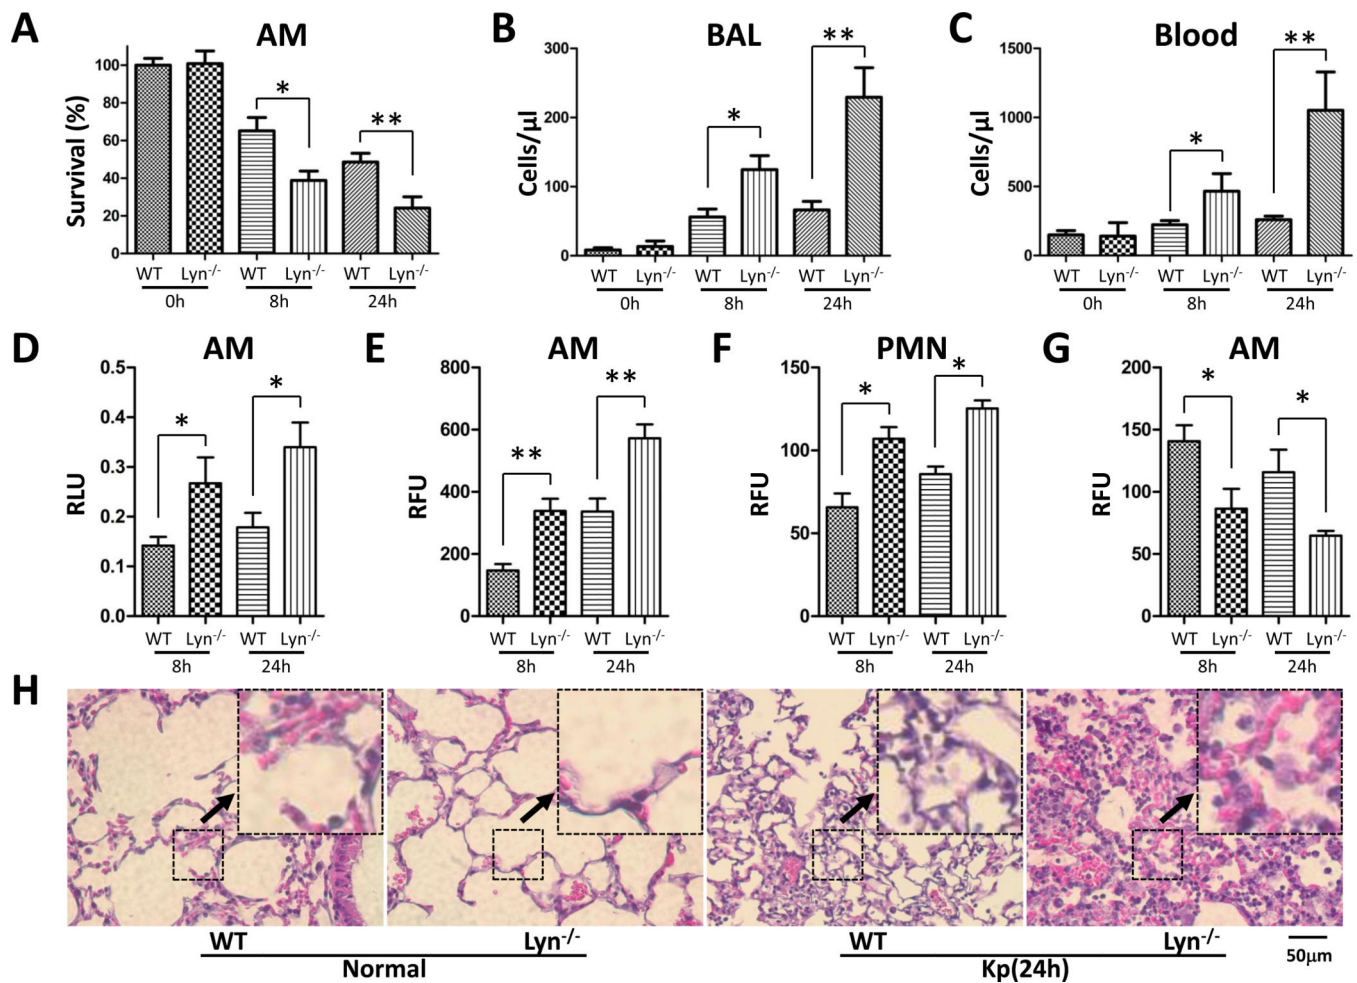 A
AM
Survival (%)
100
80
60
40
20
0
WT Lyn-/- WT Lyn-/- WT Lyn-/-
0h 8h 24h
*
**
B
BAL
Cells/µl
300
200
100
0
WT Lyn-/- WT Lyn-/- WT Lyn-/-
0h 8h 24h
*
**
C
Blood
Cells/µl
1500
1000
500
0
WT Lyn-/- WT Lyn-/- WT Lyn-/-
0h 8h 24h
*
**
D
AM
RLU
0.5
0.4
0.3
0.2
0.1
0.0
WT Lyn-/- WT Lyn-/-
8h 24h
*
*
E
AM
RFU
800
600
400
200
0
WT Lyn-/- WT Lyn-/-
8h 24h
**
**
F
PMN
RFU
150
100
50
0
WT Lyn-/- WT Lyn-/-
8h 24h
*
*
G
AM
RFU
200
150
100
50
0
WT Lyn-/- WT Lyn-/-
8h 24h
*
*
H
WT Lyn-/- WT Lyn-/-
Normal Kp(24h)
50µm